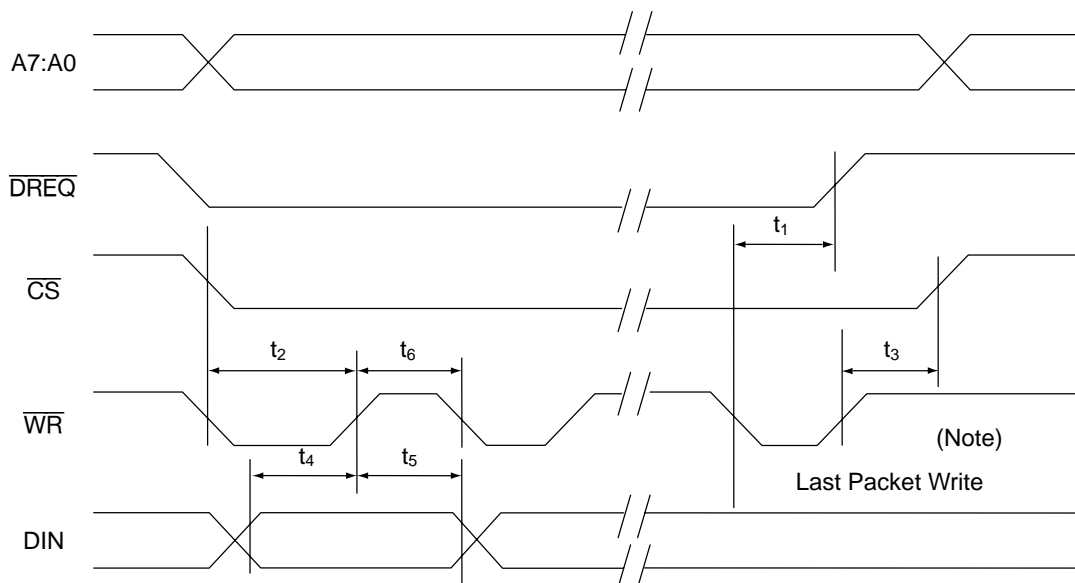 A7:A0
DREQ
t1
CS
t2
t6
t3
WR
(Note)
t4
t5
Last Packet Write
DIN